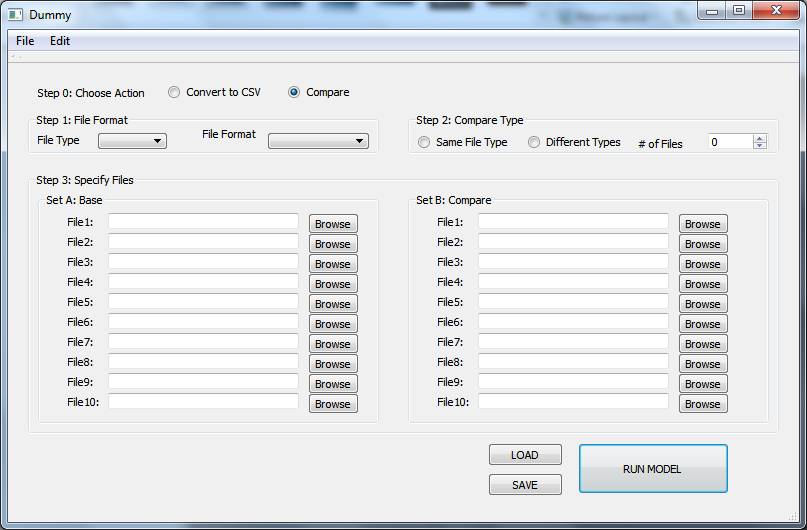 Dummy
File Edit
Step 0: Choose Action Convert to CSV Compare
Step 1: File Format
File Type File Format
Step 2: Compare Type
Same File Type Different Types # of Files 0
Step 3: Specify Files
Set A: Base
File1: Browse
File2: Browse
File3: Browse
File4: Browse
File5: Browse
File6: Browse
File7: Browse
File8: Browse
File9: Browse
File10: Browse
Set B: Compare
File1: Browse
File2: Browse
File3: Browse
File4: Browse
File5: Browse
File6: Browse
File7: Browse
File8: Browse
File9: Browse
File10: Browse
LOAD
SAVE
RUN MODEL